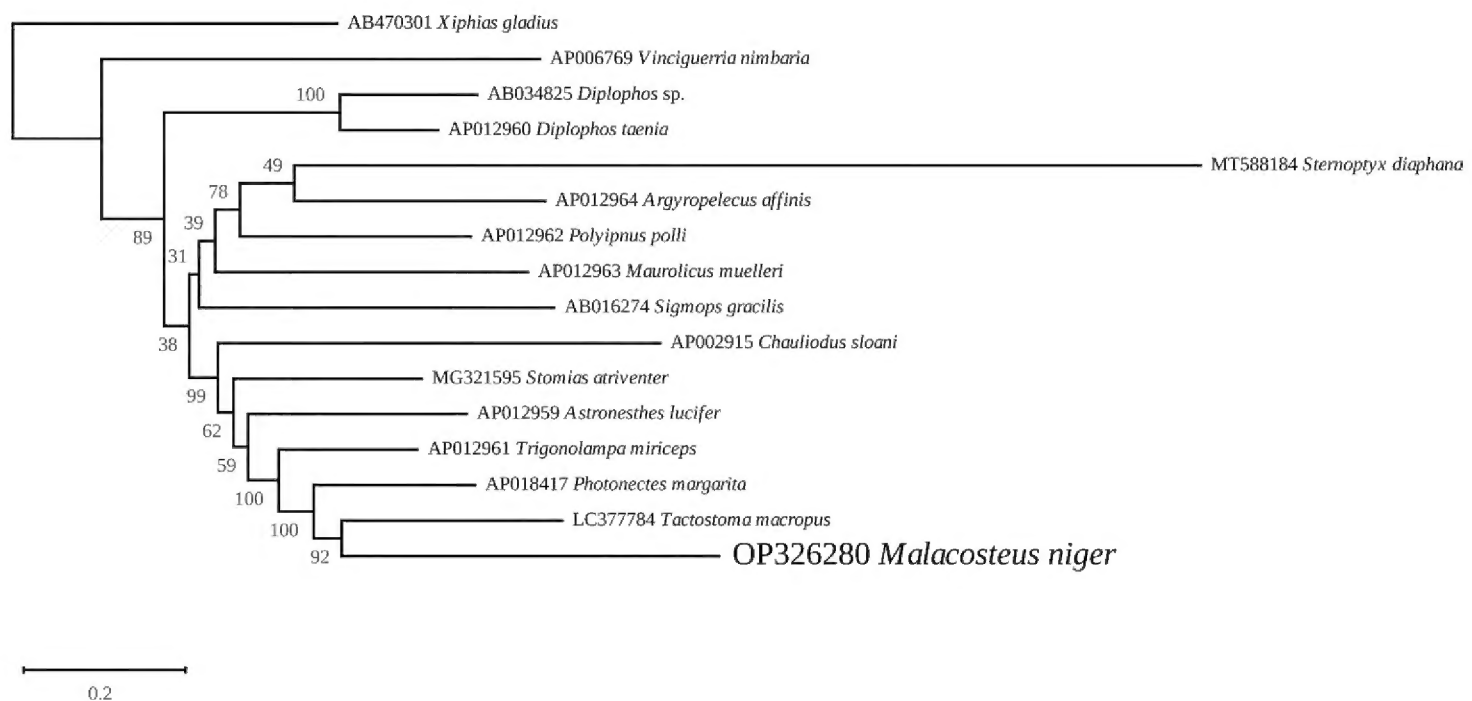 AB470301 Xiphias gladius
AP006769 Vinciguerria nimbaria
100
AB034825 Diplophos sp.
AP012960 Diplophos taenia
49
MT588184 Sternoptyx diaphana
78
AP012964 Argyropelecus affinis
39
AP012962 Polyipnus polli
89
31
AP012963 Maurolicus muelleri
AB016274 Sigmops gracilis
38
AP002915 Chauliodus sloani
MG321595 Stomias atriventer
99
AP012959 Astronesthes lucifer
62
AP012961 Trigonolampa miriceps
59
AP018417 Photonectes margarita
100
LC377784 Tactostoma macropus
100
92
OP326280 Malacosteus niger
0.2